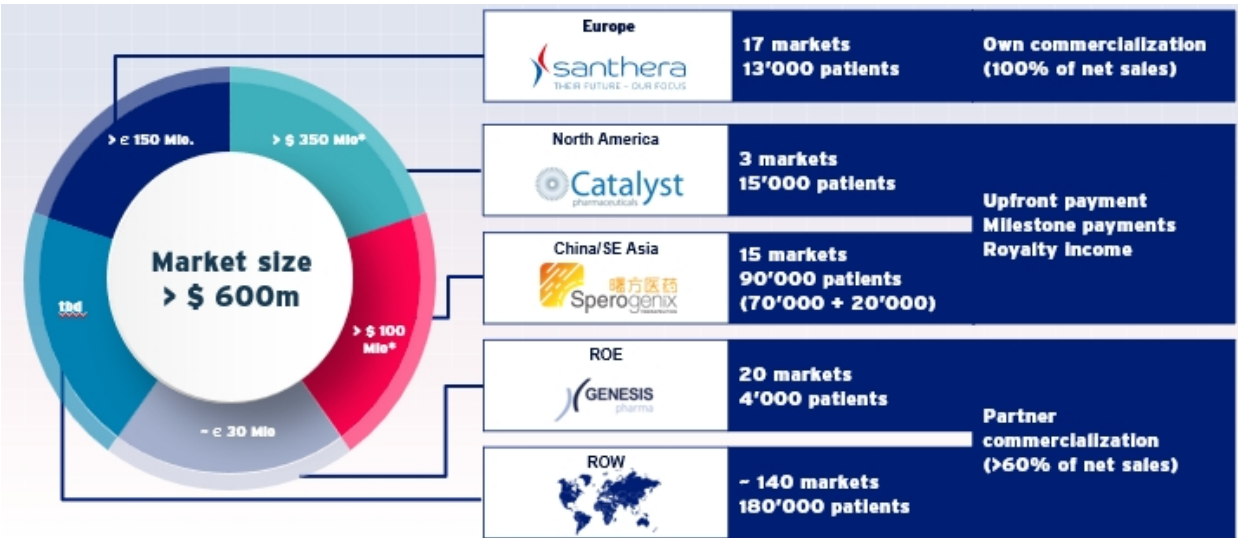 > € 150 Mio.
> $ 350 Mio*
Market size
> $ 600m
tbd
> $ 100
Mio*
~ € 30 Mio
Europe
santhera
THEIR FUTURE – OUR FOCUS
17 markets
13’000 patients
Own commercialization
(100% of net sales)
North America
Catalyst
pharmaceuticals
3 markets
15’000 patients
Upfront payment
Milestone payments
Royalty Income
China/SE Asia
曙方医药
Sperogenix
15 markets
90’000 patients
(70’000 + 20’000)
ROE
GENESIS
pharma
20 markets
4’000 patients
Partner
commercialization
(>60% of net sales)
ROW
~ 140 markets
180’000 patients